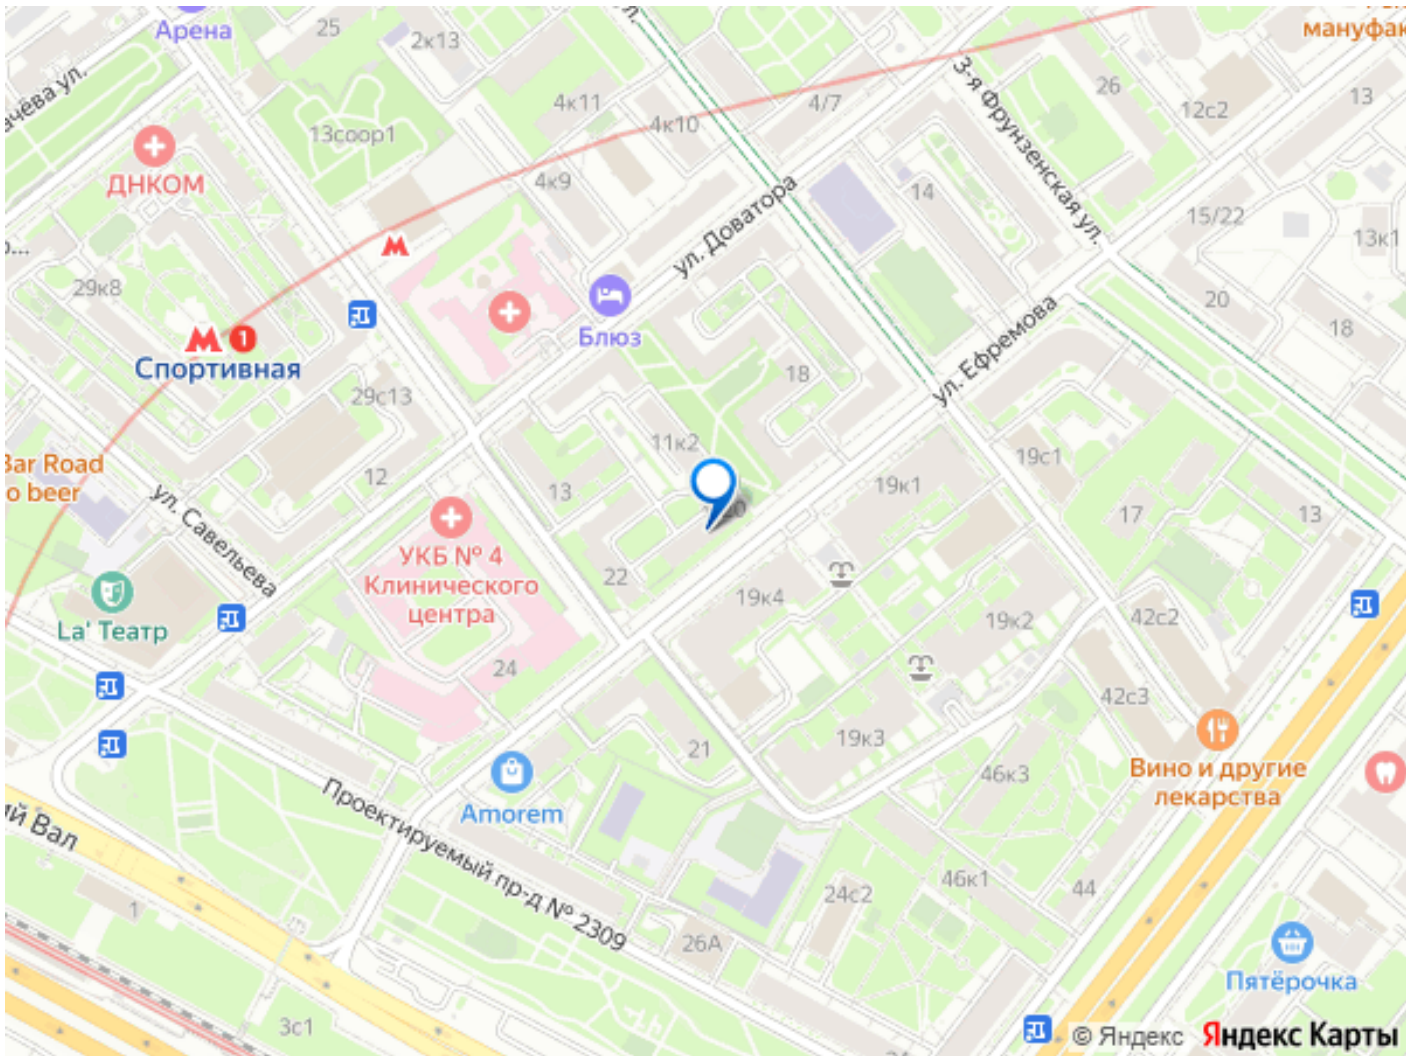 Арена
25
2к13
мануфак
ачёва ул.
4к11
4/7
3-я Фрунзенская ул.
26
12с2
13
13соор1
4к10
ДНКОМ
4к9
ул. Доватора
14
15/22
13к1
29к8
20
18
Блюз
ул. Ефремова
1
Спортивная
29с13
18
11к2
Bar Road
o beer
12
13
19к1
19с1
17
13
20
ул. Савельева
УКБ № 4
Клинического
центра
22
19к4
La' Театр
19к2
42с2
24
42с3
21
19к3
46к3
Вино и другие
лекарства
Amorem
Проектируемый пр-д № 2309
ий Вал
1
24с2
46к1
44
26А
Пятёрочка
3с1
© Яндекс Яндекс Карты